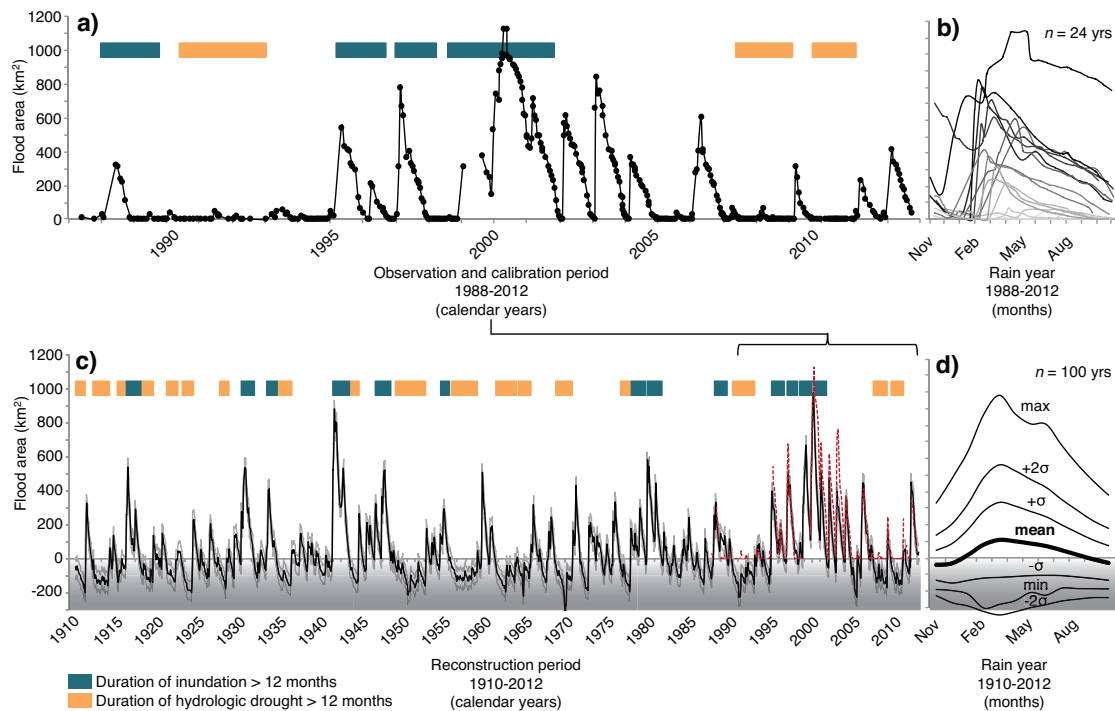 a)
1200
1000
800
600
400
200
0
Flood area (km²)
1990
1995
2000
2005
2010
Observation and calibration period
1988-2012
(calendar years)
b)
n = 24 yrs
Nov
Feb
May
Aug
Rain year
1988-2012
(months)
c)
1200
1000
800
600
400
200
0
-200
Flood area (km²)
1910
1915
1920
1925
1930
1935
1940
1945
1950
1955
1960
1965
1970
1975
1980
1985
1990
1995
2000
2005
2010
Reconstruction period
1910-2012
(calendar years)
d)
n = 100 yrs
max
+2σ
+σ
mean
-σ
min
-2σ
Nov
Feb
May
Aug
Rain year
1910-2012
(months)
Duration of inundation > 12 months
Duration of hydrologic drought > 12 months